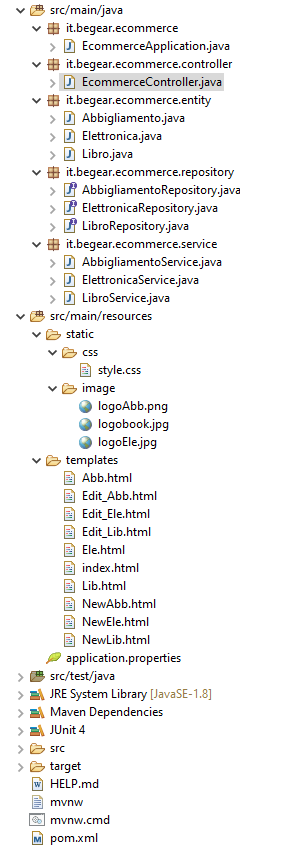 src/main/java
it.begear.ecommerce
EcommerceApplication.java
it.begear.ecommerce.controller
EcommerceController.java
it.begear.ecommerce.entity
Abbigliamento.java
Elettronica.java
Libro.java
it.begear.ecommerce.repository
AbbigliamentoRepository.java
ElettronicaRepository.java
LibroRepository.java
it.begear.ecommerce.service
AbbigliamentoService.java
ElettronicaService.java
LibroService.java
src/main/resources
static
css
style.css
image
logoAbb.png
logobook.jpg
logoEle.jpg
templates
Abb.html
Edit_Abb.html
Edit_Ele.html
Edit_Lib.html
Ele.html
index.html
Lib.html
NewAbb.html
NewEle.html
NewLib.html
application.properties
src/test/java
JRE System Library [JavaSE-1.8]
Maven Dependencies
JUnit 4
src
target
HELP.md
mvnw
mvnw.cmd
pom.xml